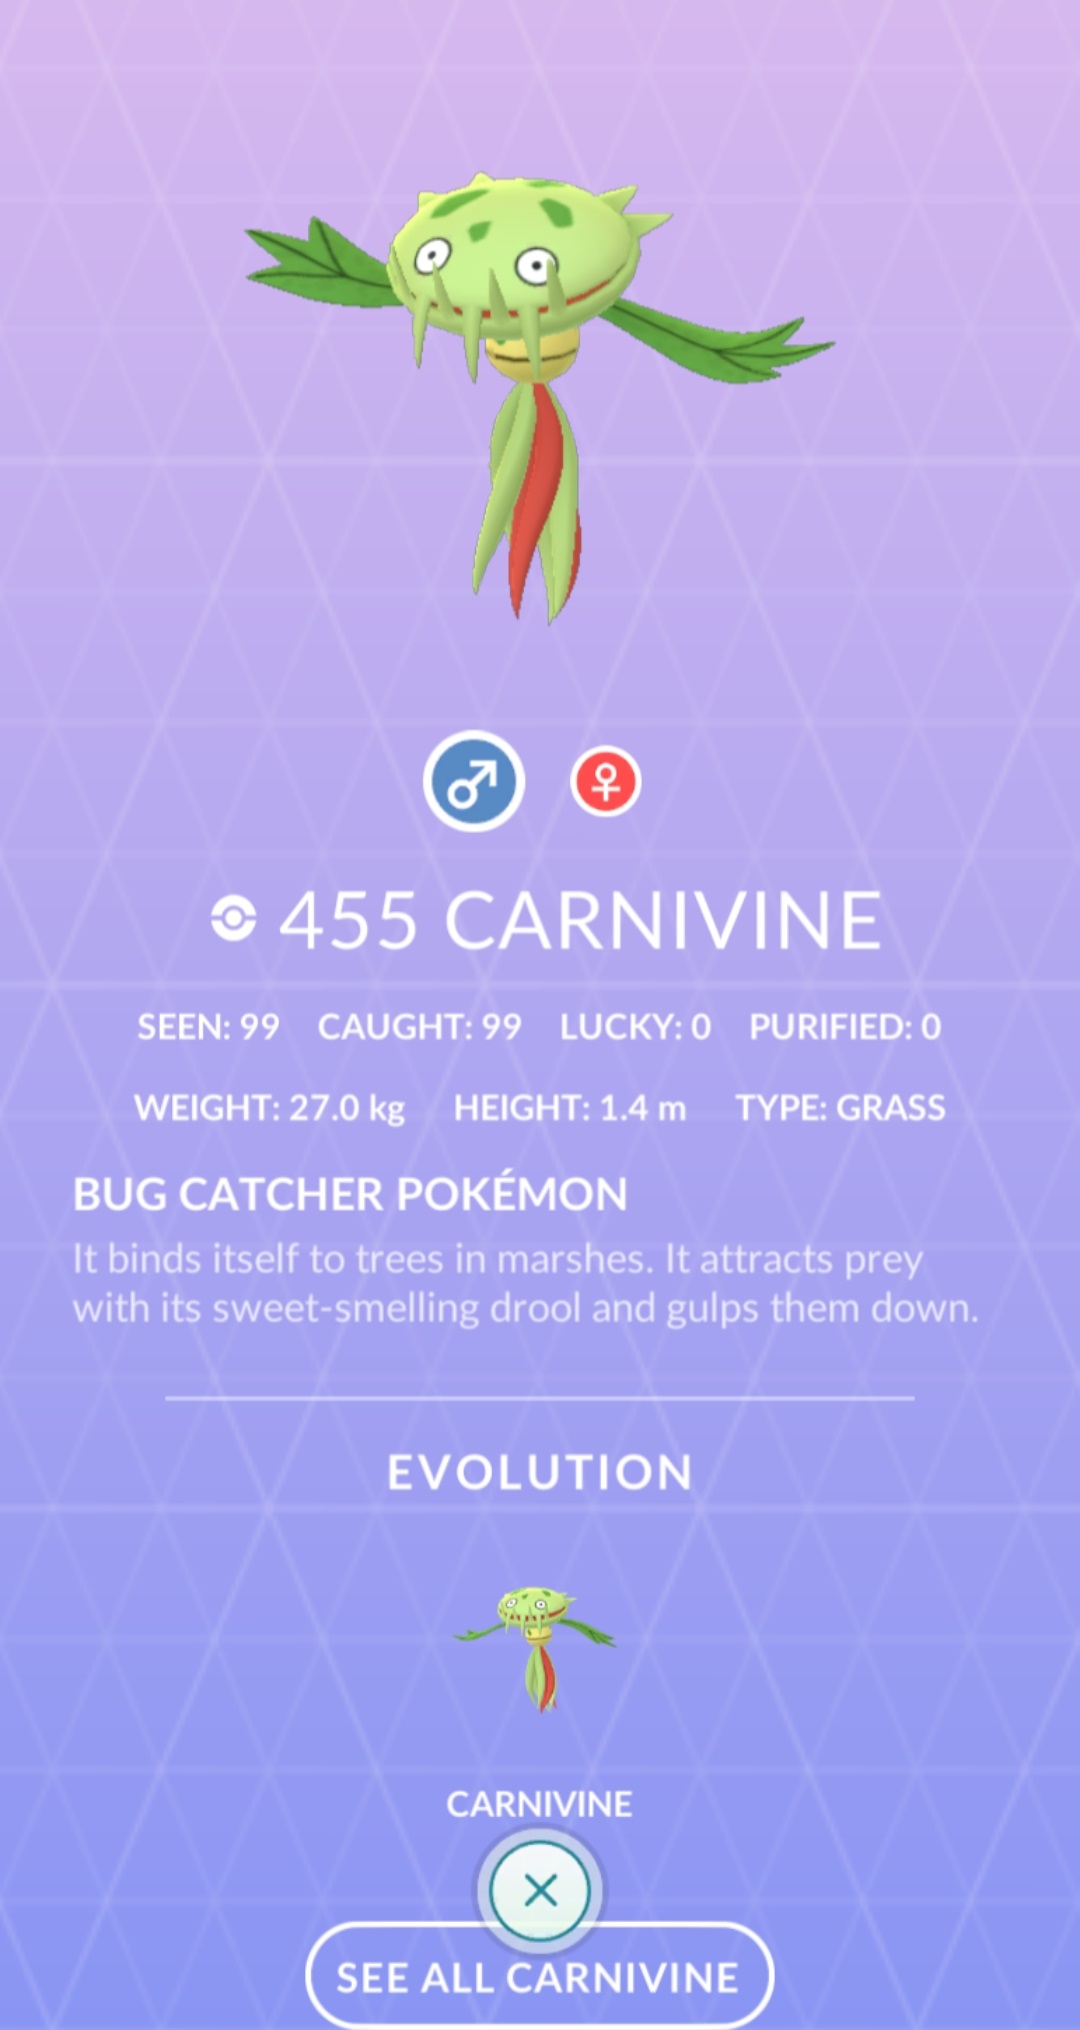 455 CARNIVINE
SEEN: 99 CAUGHT: 99 LUCKY: 0 PURIFIED: 0
WEIGHT: 27.0 kg HEIGHT: 1.4 m TYPE: GRASS
BUG CATCHER POKÉMON
It binds itself to trees in marshes. It attracts prey
with its sweet-smelling drool and gulps them down.
EVOLUTION
CARNIVINE
SEE ALL CARNIVINE